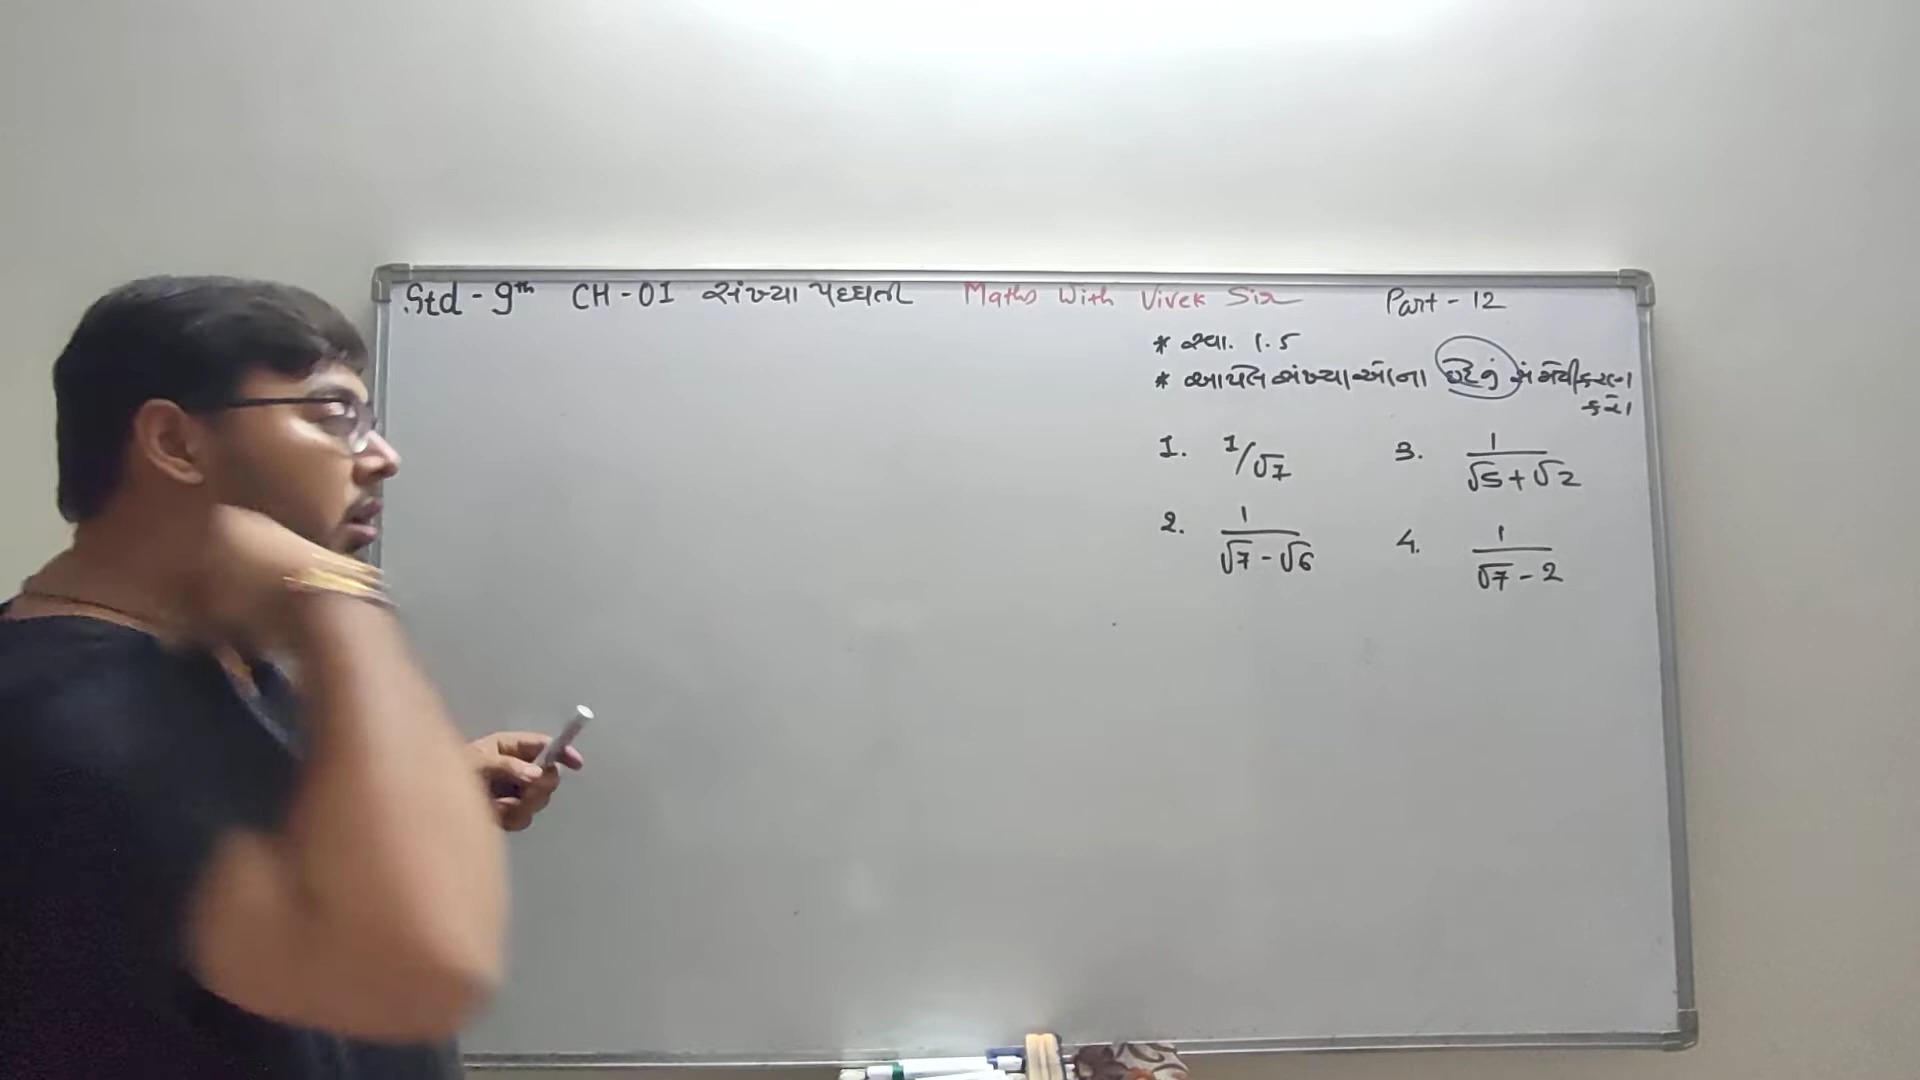 Std - 9th CH - 01 સંખ્યા પધ્ધતી Maths With Vivek Sir Part - 12
* સ્વા. 1.5
* આપેલ સંખ્યાઓના છેદનું સંમેયીકરણ
કરો
1. 1/√7 3. 1/(√5+√2)
2. 1/(√7-√6) 4. 1/(√7-2)